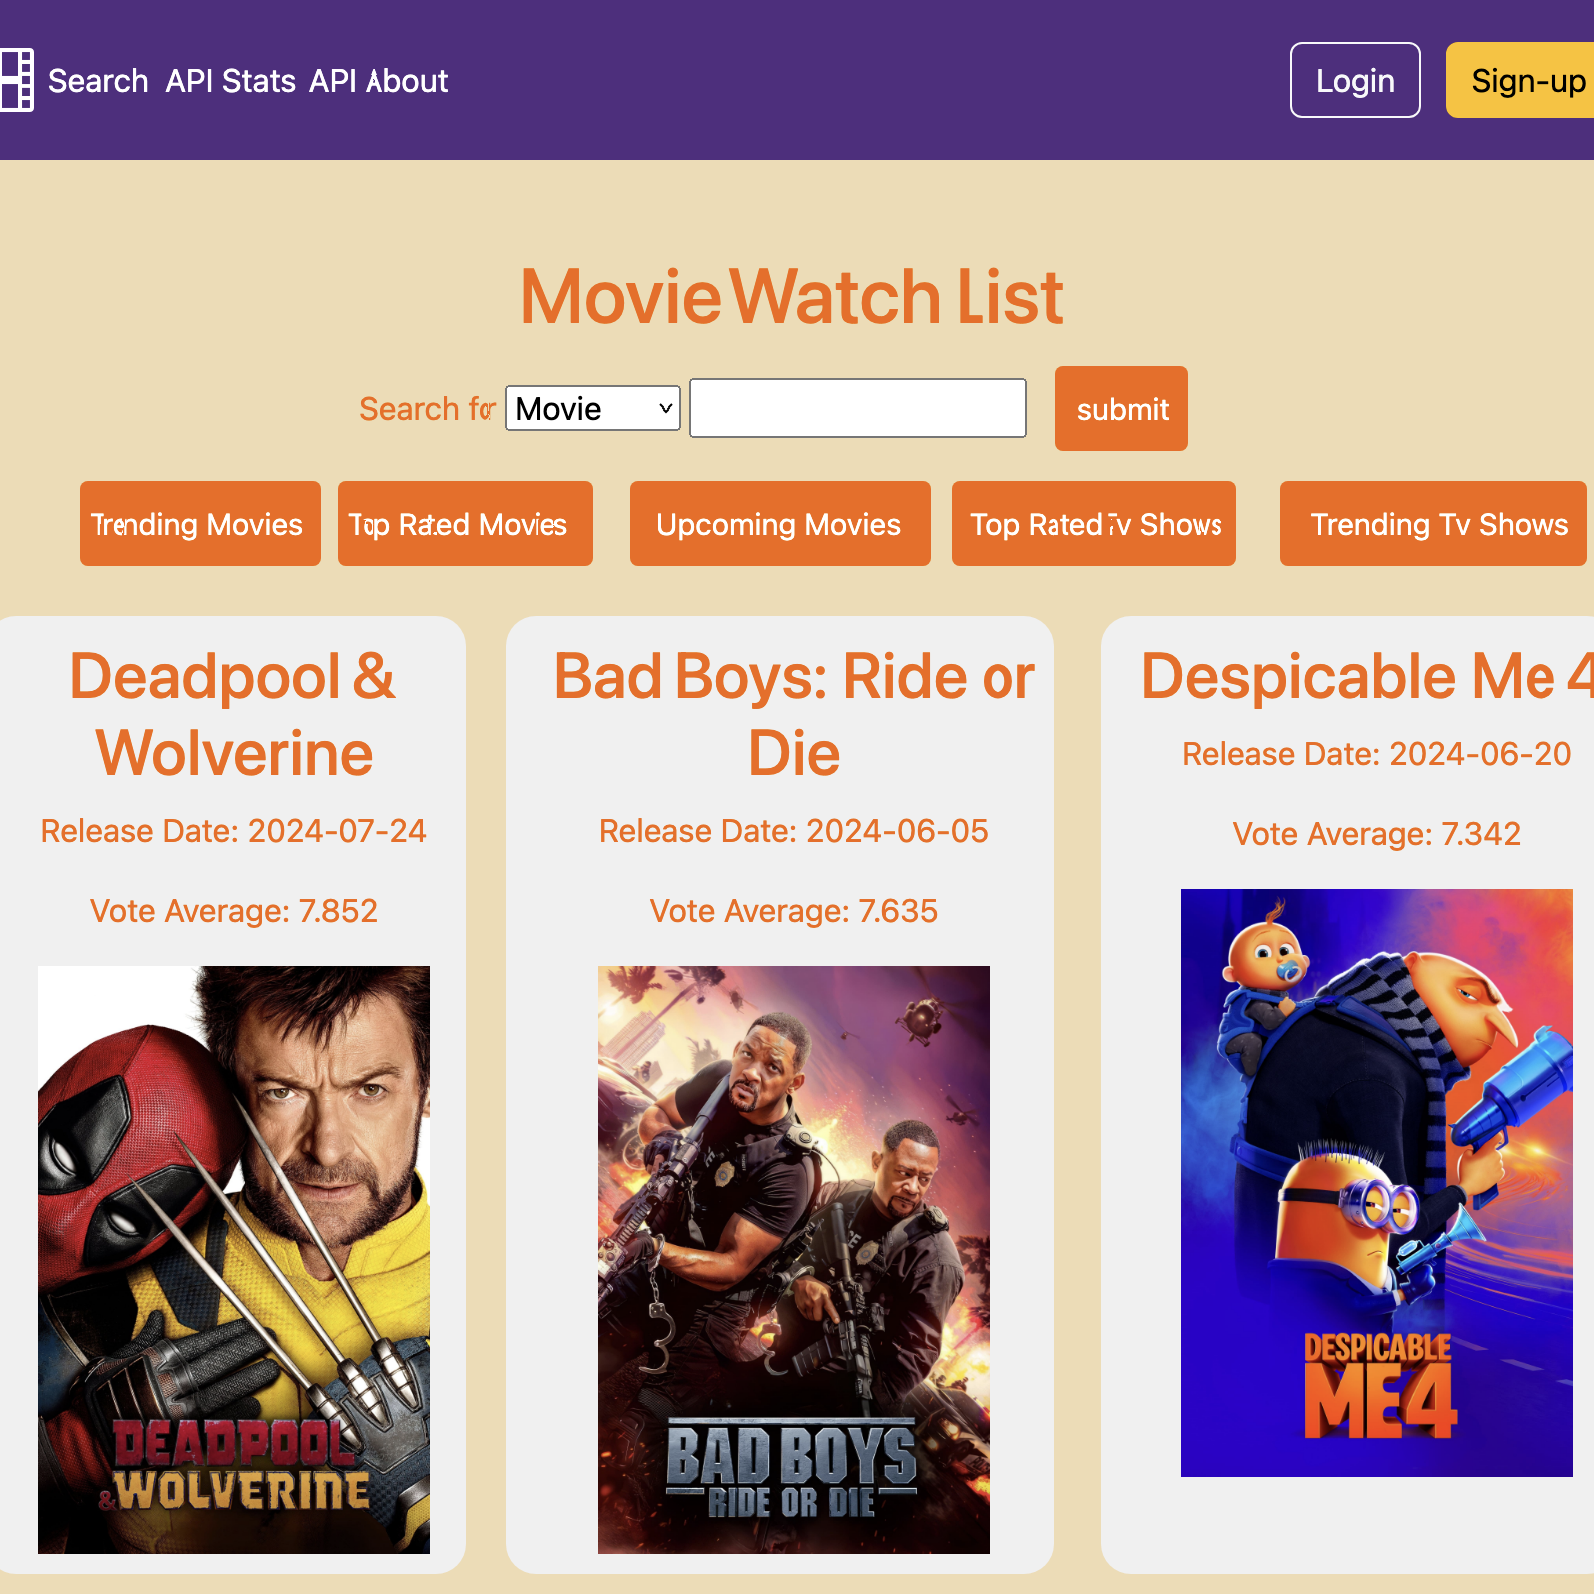 Search API Stats API About Login Sign-up
Movie Watch List
Search for Movie submit
Trending Movies Top Rated Movies Upcoming Movies Top Rated Tv Shows Trending Tv Shows
Deadpool &
Wolverine
Release Date: 2024-07-24
Vote Average: 7.852
DEADPOOL
& WOLVERINE
Bad Boys: Ride or
Die
Release Date: 2024-06-05
Vote Average: 7.635
BAD BOYS
RIDE OR DIE
Despicable Me 4
Release Date: 2024-06-20
Vote Average: 7.342
DESPICABLE
ME 4